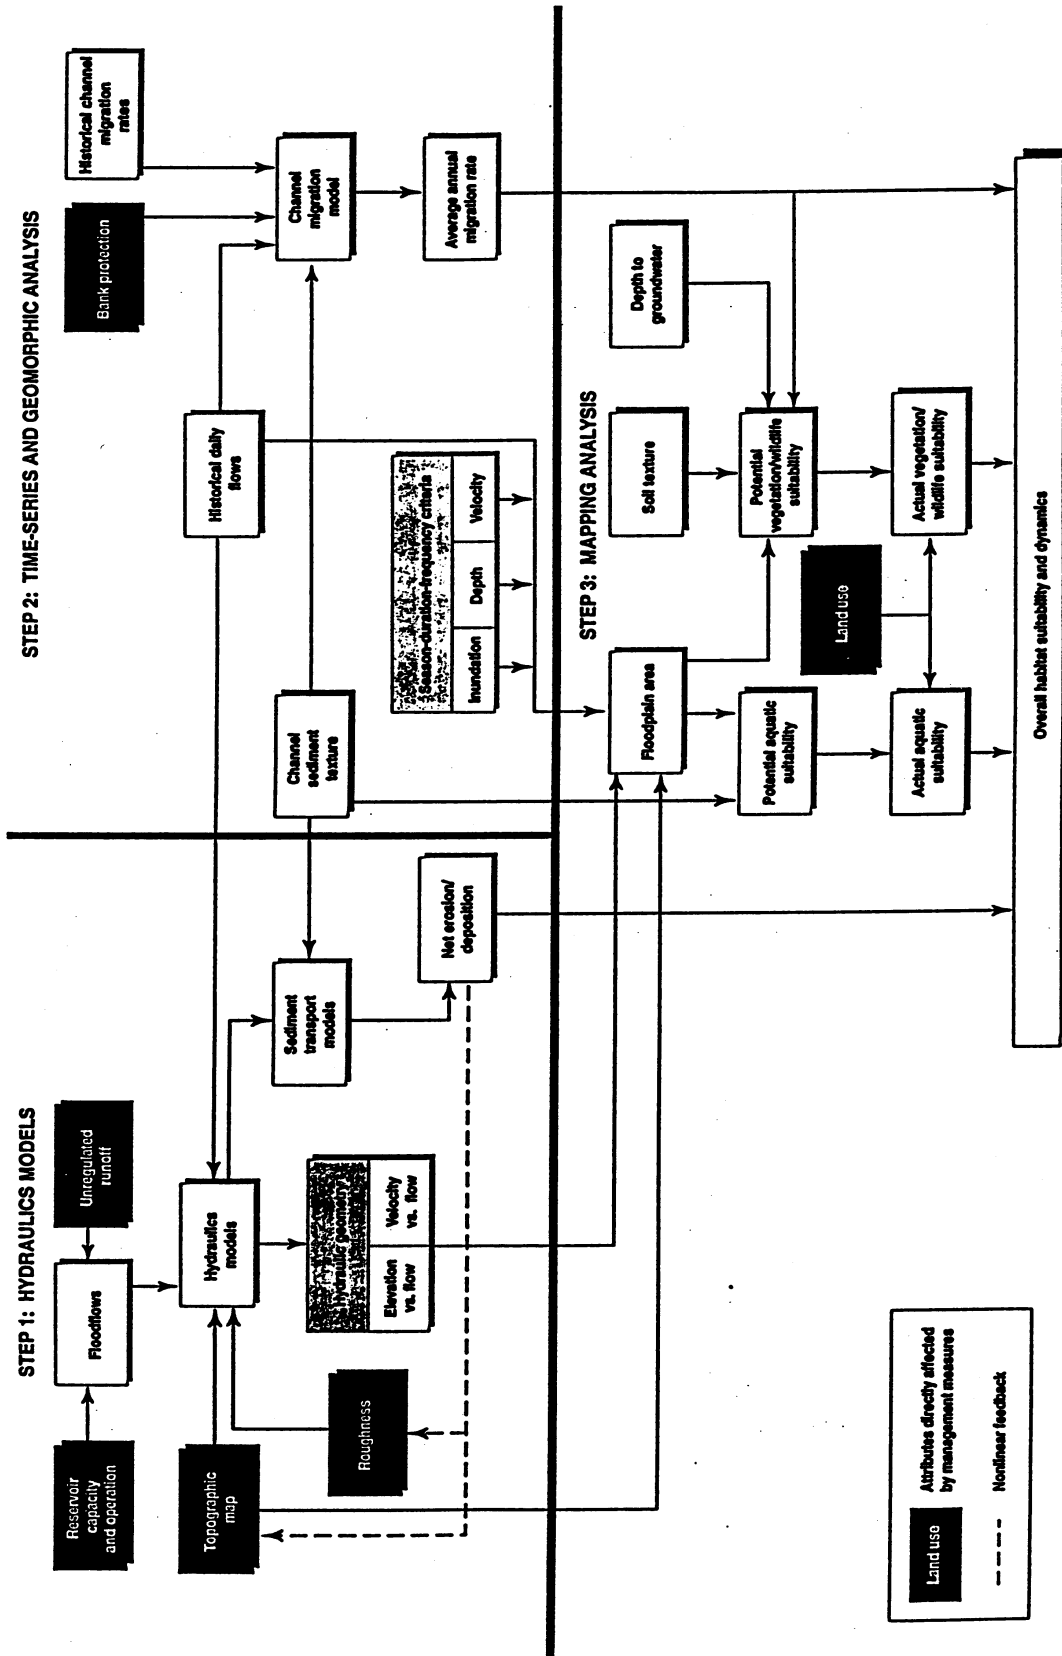 STEP 1: HYDRAULICS MODELS
Reservoir
capacity
and operation
Floodflows
Unregulated
runoff
Topographic
map
Hydraulics
models
Roughness
Hydraulic geometry
Elevation
vs. flow
Velocity
vs. flow
Sediment
transport
models
Net erosion/
deposition
STEP 2: TIME-SERIES AND GEOMORPHIC ANALYSIS
Historical daily
flows
Bank protection
Historical channel
migration
rates
Channel
sediment
texture
Channel
migration
model
Season-duration-frequency criteria
Inundation
Depth
Velocity
Average annual
migration rate
STEP 3: MAPPING ANALYSIS
Floodplain area
Soil texture
Depth to
groundwater
Potential aquatic
suitability
Land use
Potential
vegetation/wildlife
suitability
Actual aquatic
suitability
Actual vegetation/
wildlife suitability
Overall habitat suitability and dynamics
Land use
Attributes directly affected
by management measures
Nonlinear feedback